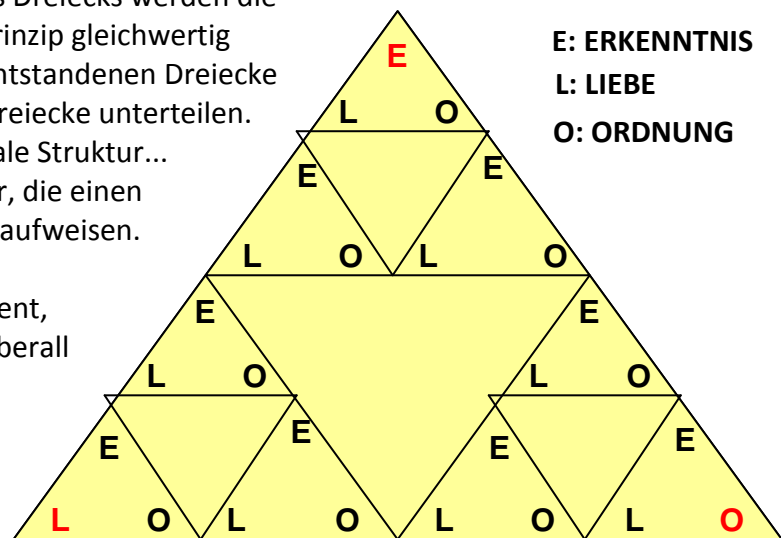 s Dreiecks werden die
rinzip gleichwertig
ntstandenen Dreiecke
reiecke unterteilen.
ale Struktur...
r, die einen
aufweisen.
ent,
berall
E: ERKENNTNIS
L: LIEBE
O: ORDNUNG
E
L O
E E
L O L O
E E
L O L O
E E E E
L O L O L O L O